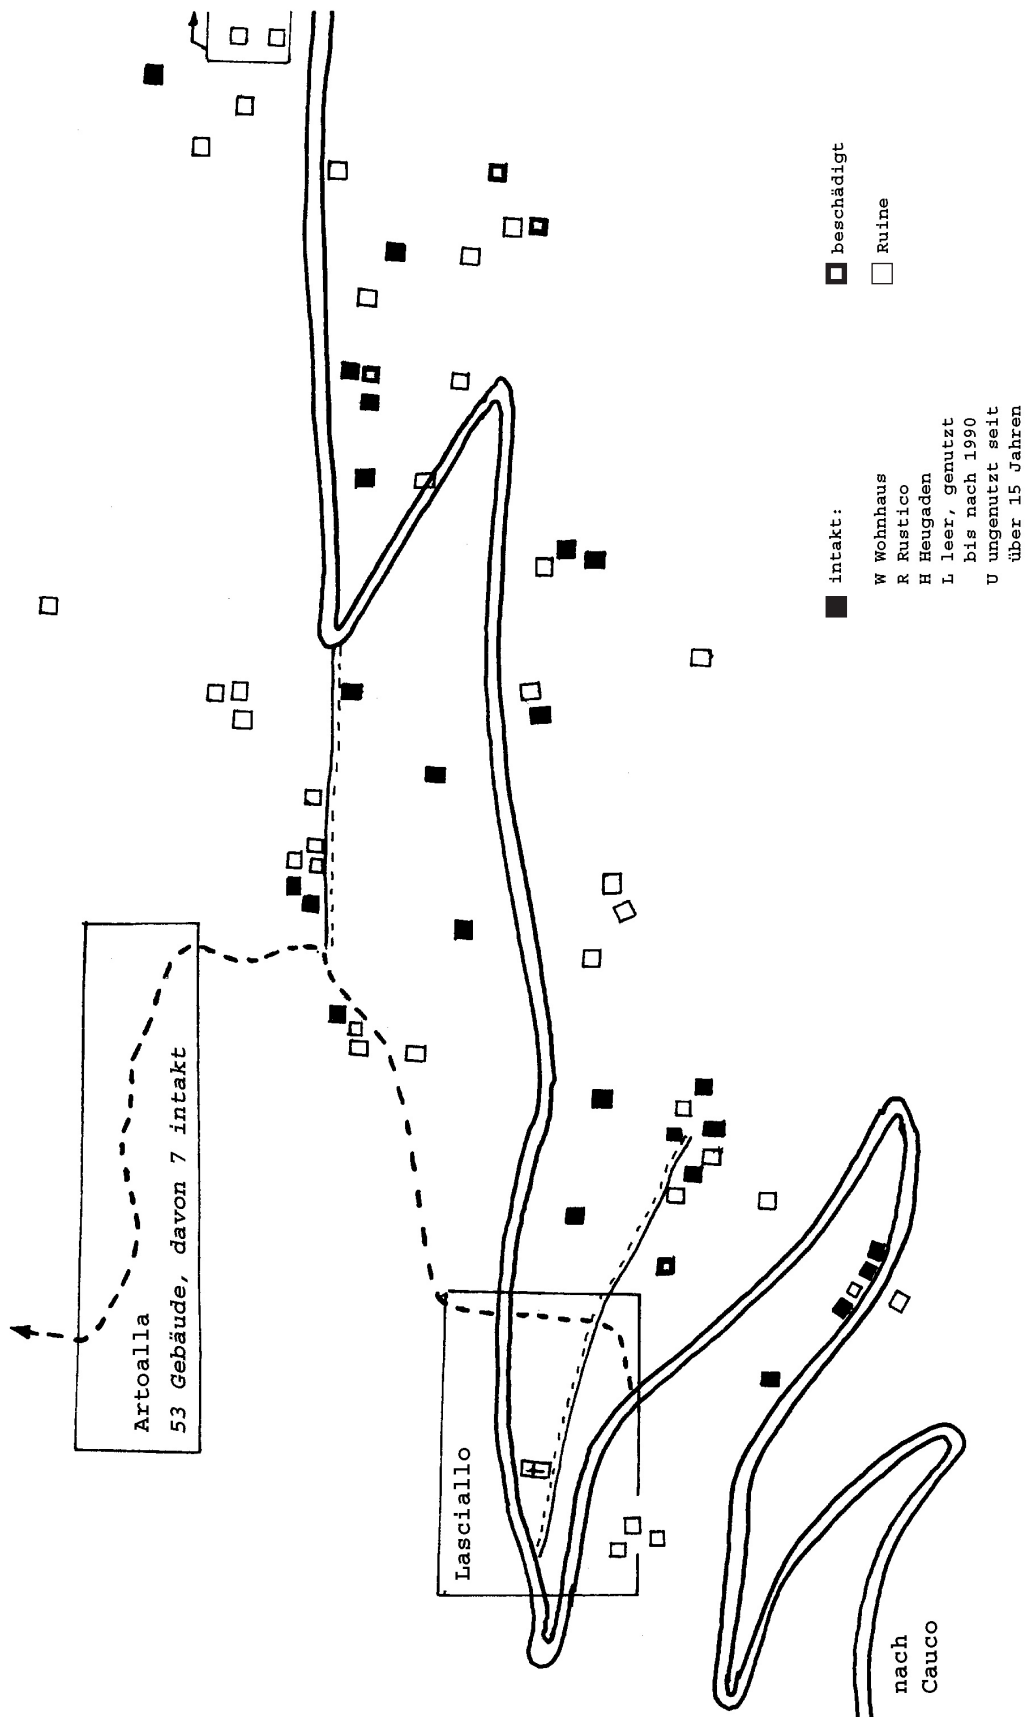 Artoalla
53 Gebäude, davon 7 intakt
Lasciallo
nach
Cauco
intakt:
W Wohnhaus
R Rustico
H Heugaden
L leer, genutzt
bis nach 1990
U ungenutzt seit
über 15 Jahren
beschädigt
Ruine